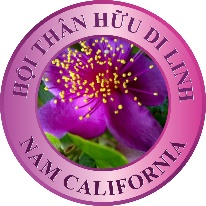 HỘI THÂN HỮU DI LINH
NAM CALIFORNIA